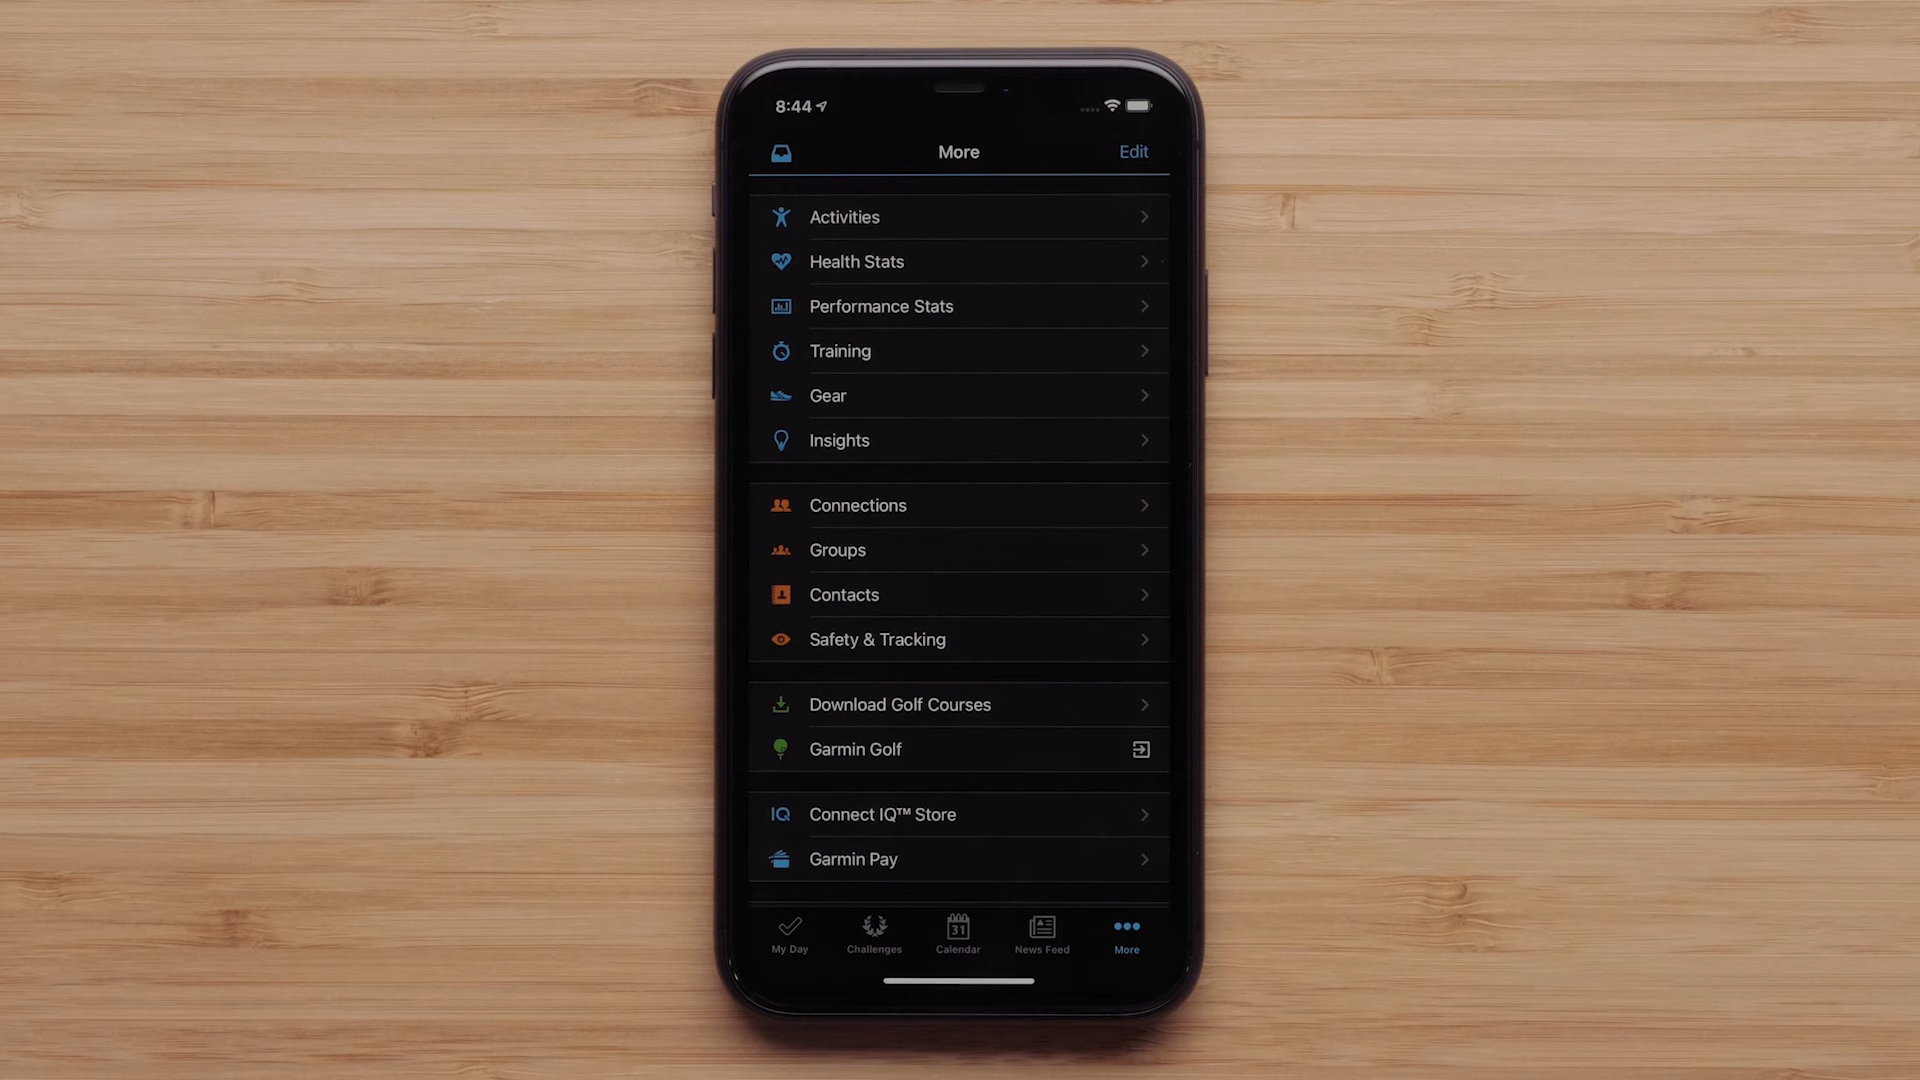 8:44
More
Edit
Activities
Health Stats
Performance Stats
Training
Gear
Insights
Connections
Groups
Contacts
Safety & Tracking
Download Golf Courses
Garmin Golf
IQ Connect IQ™ Store
Garmin Pay
31
My Day
Challenges
Calendar
News Feed
More